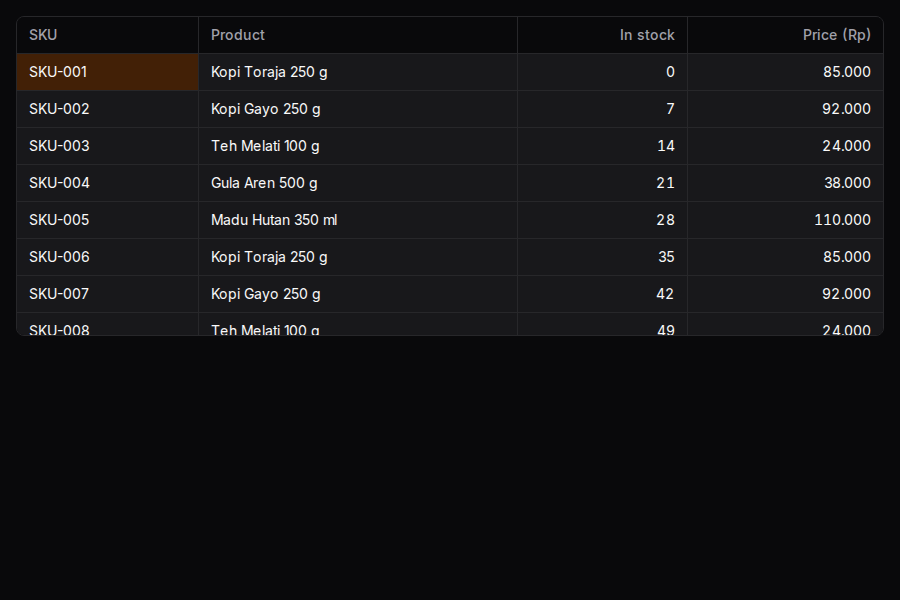 SKU Product In stock Price (Rp)
SKU-001 Kopi Toraja 250 g 0 85.000
SKU-002 Kopi Gayo 250 g 7 92.000
SKU-003 Teh Melati 100 g 14 24.000
SKU-004 Gula Aren 500 g 21 38.000
SKU-005 Madu Hutan 350 ml 28 110.000
SKU-006 Kopi Toraja 250 g 35 85.000
SKU-007 Kopi Gayo 250 g 42 92.000
SKU-008 Teh Melati 100 g 49 24.000